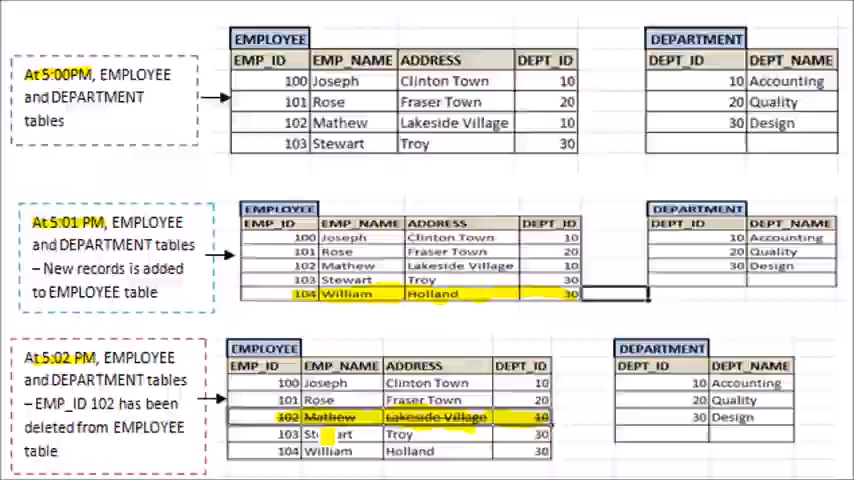 At 5:00PM, EMPLOYEE
and DEPARTMENT
tables
EMPLOYEE
EMP_ID EMP_NAME ADDRESS DEPT_ID
100 Joseph Clinton Town 10
101 Rose Fraser Town 20
102 Mathew Lakeside Village 10
103 Stewart Troy 30
DEPARTMENT
DEPT_ID DEPT_NAME
10 Accounting
20 Quality
30 Design
At 5:01 PM, EMPLOYEE
and DEPARTMENT tables
– New records is added
to EMPLOYEE table
EMPLOYEE
EMP_ID EMP_NAME ADDRESS DEPT_ID
100 Joseph Clinton Town 10
101 Rose Fraser Town 20
102 Mathew Lakeside Village 10
103 Stewart Troy 30
104 William Holland 30
DEPARTMENT
DEPT_ID DEPT_NAME
10 Accounting
20 Quality
30 Design
At 5:02 PM, EMPLOYEE
and DEPARTMENT tables
– EMP_ID 102 has been
deleted from EMPLOYEE
table
EMPLOYEE
EMP_ID EMP_NAME ADDRESS DEPT_ID
100 Joseph Clinton Town 10
101 Rose Fraser Town 20
102 Mathew Lakeside Village 10
103 Troy 30
104 William Holland 30
DEPARTMENT
DEPT_ID DEPT_NAME
10 Accounting
20 Quality
30 Design